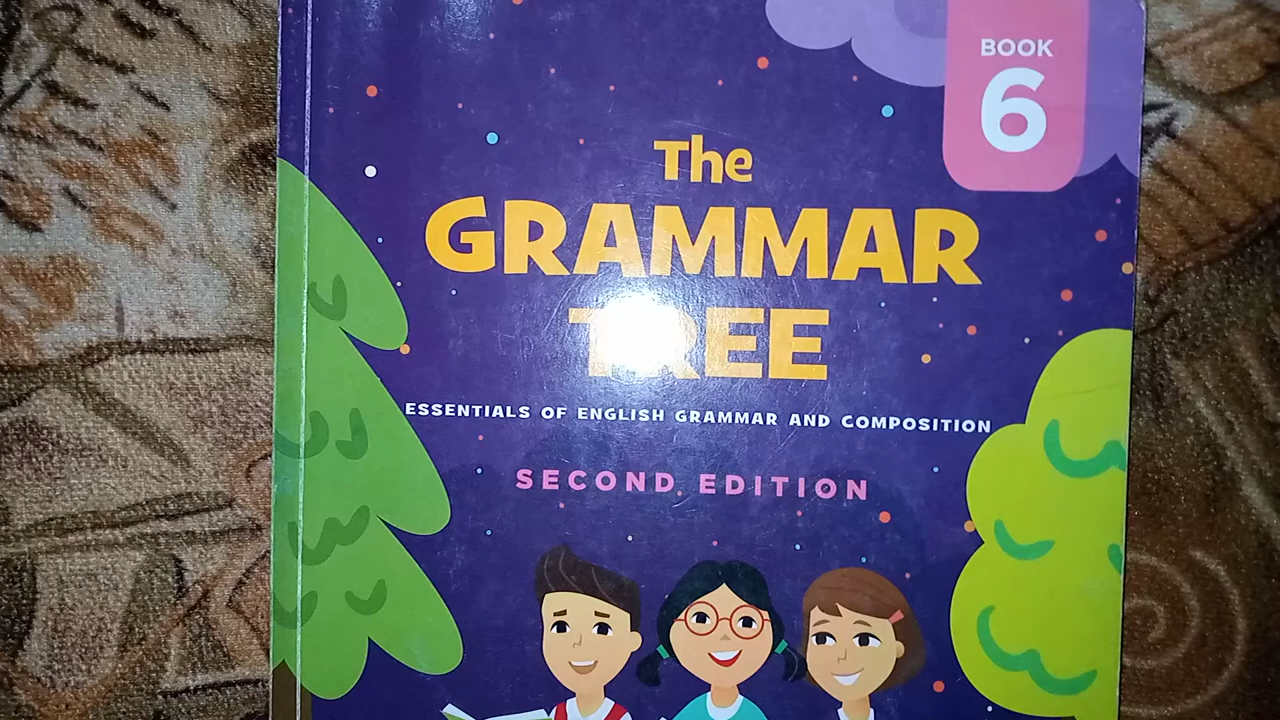 BOOK
6
The
GRAMMAR
TREE
ESSENTIALS OF ENGLISH GRAMMAR AND COMPOSITION
SECOND EDITION